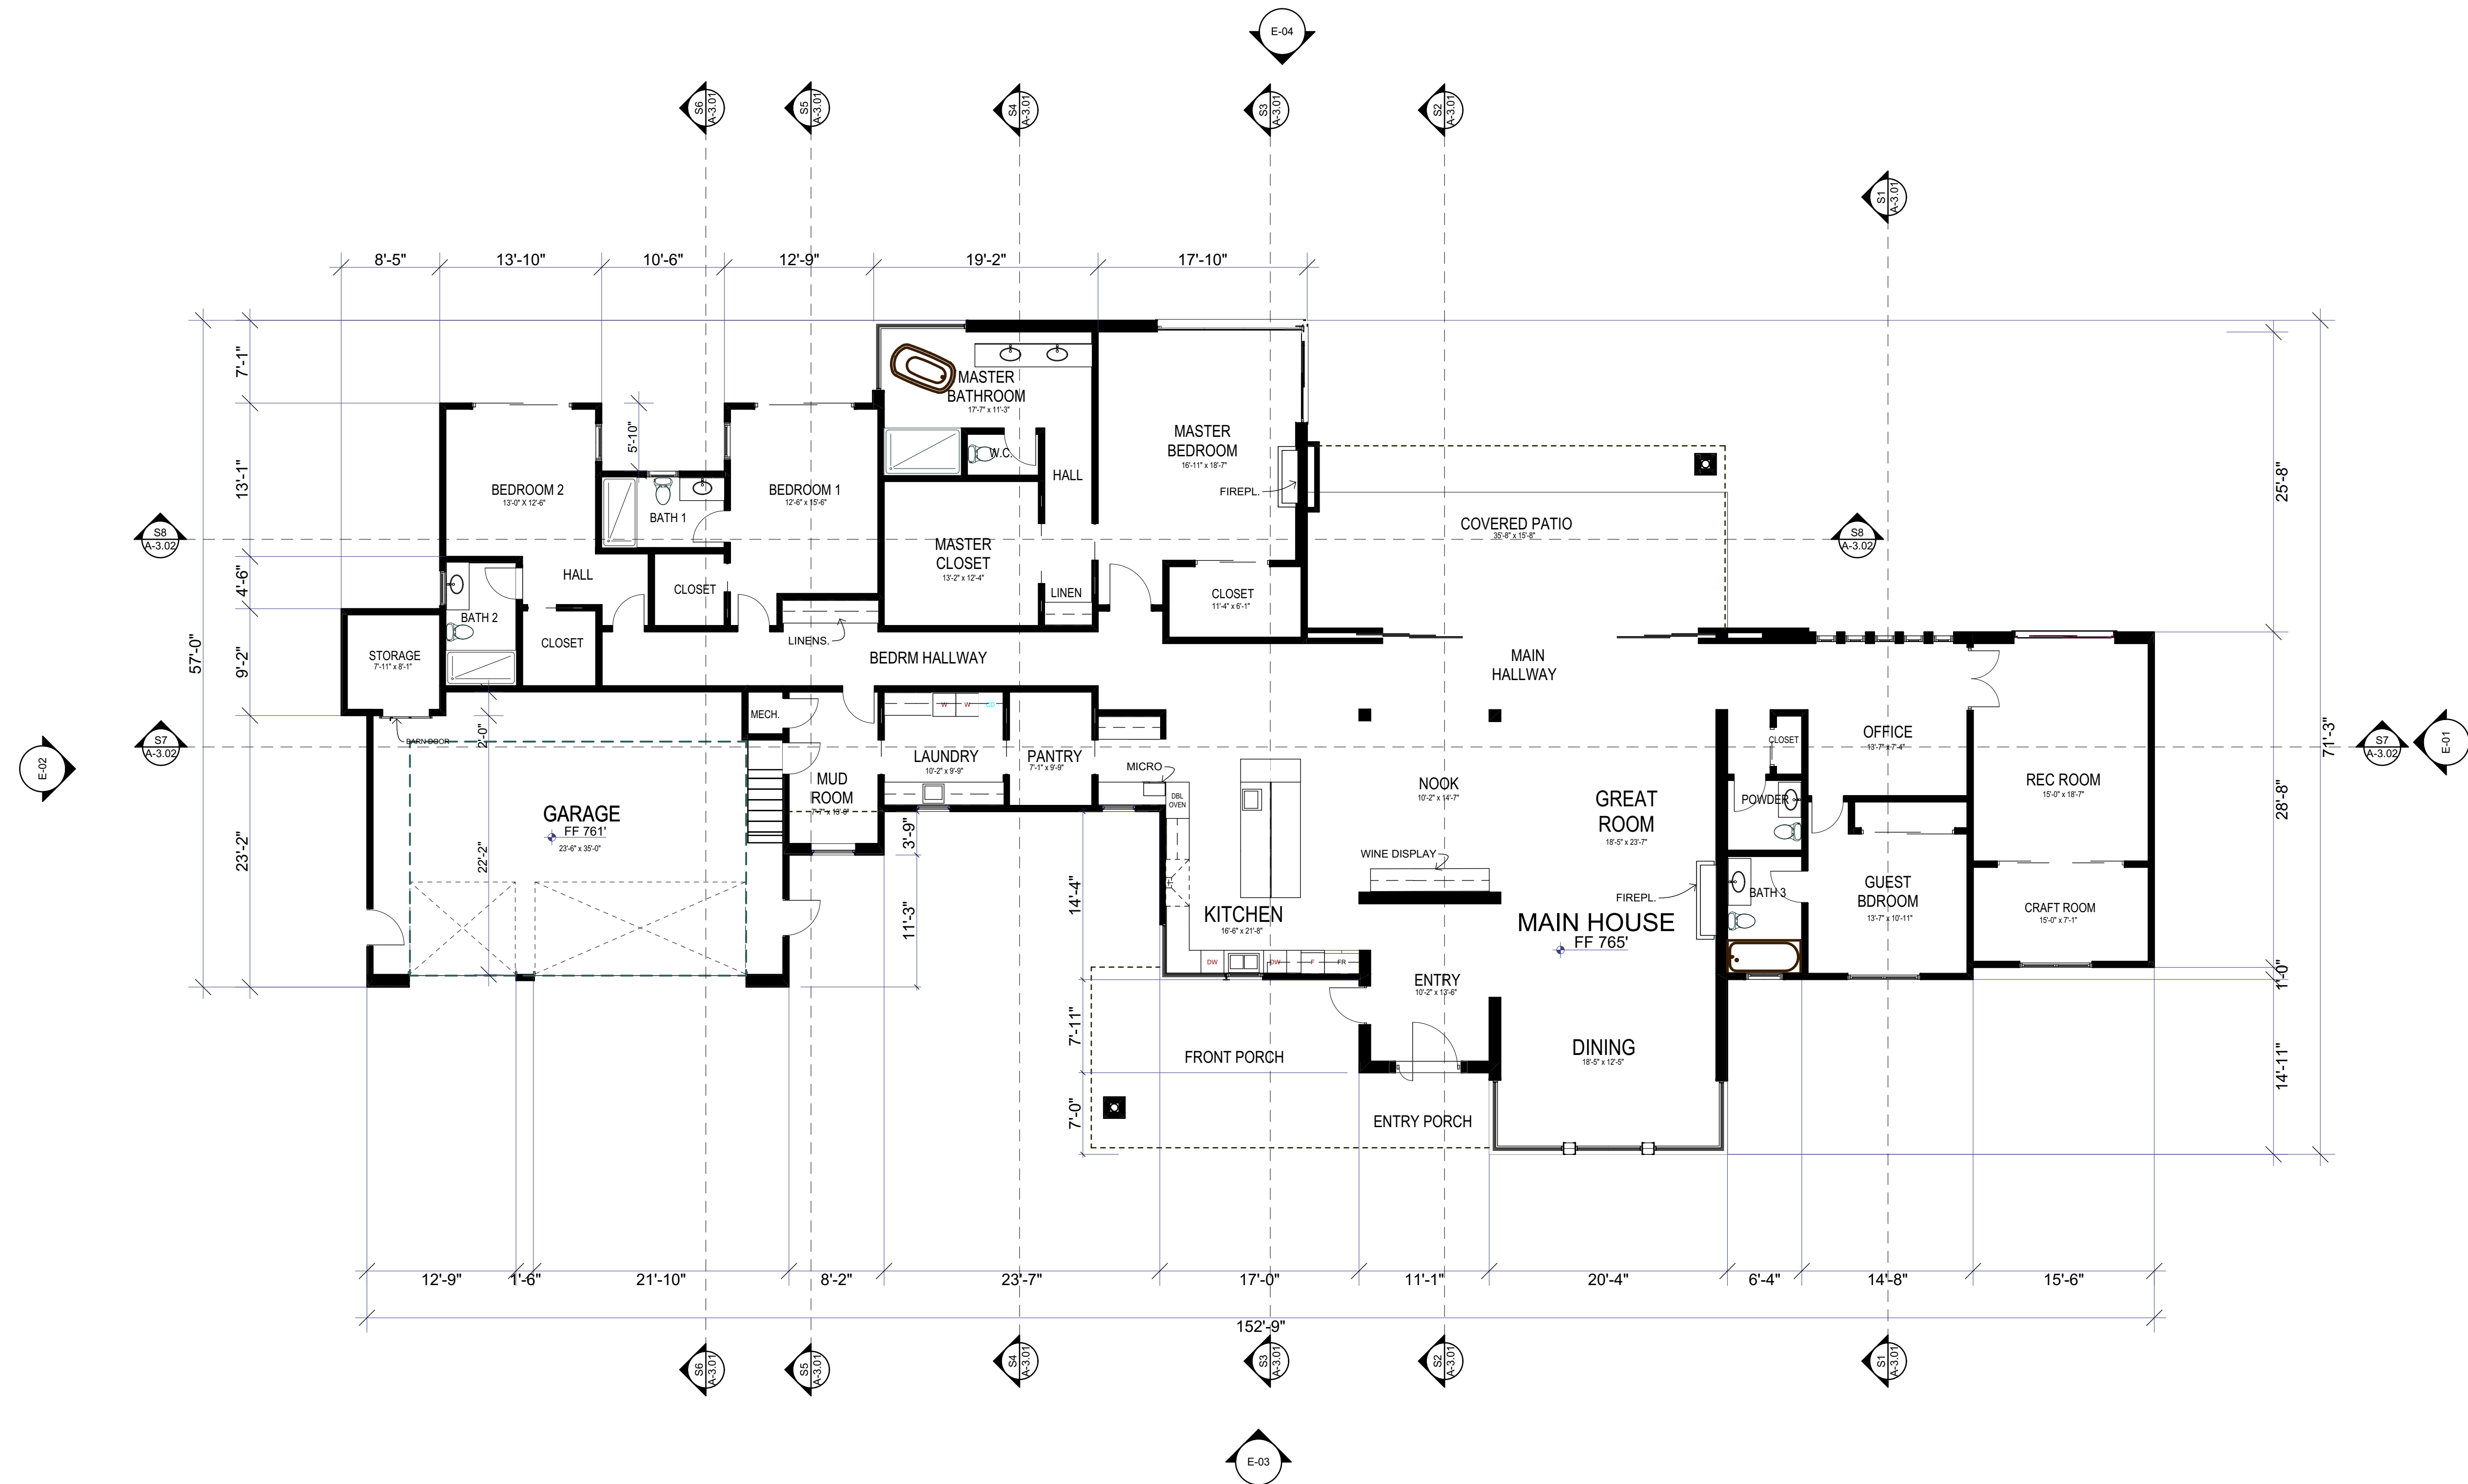 E-04
S6
A-3.01
S5
A-3.01
S4
A-3.01
S3
A-3.01
S2
A-3.01
S1
A-3.01
8'-5"
13'-10"
10'-6"
12'-9"
19'-2"
17'-10"
57'-0"
7'-1"
13'-1"
4'-6"
9'-2"
23'-2"
5'-10"
25'-8"
71'-3"
28'-8"
1'-0"
14'-11"
MASTER
BATHROOM
17'-7" x 11'-3"
W.C.
HALL
MASTER
BEDROOM
16'-11" x 18'-7"
FIREPL.
BEDROOM 2
13'-0" X 12'-6"
BATH 1
BEDROOM 1
12'-6" x 15'-6"
COVERED PATIO
35'-8" x 15'-8"
S8
A-3.02
S8
A-3.02
MASTER
CLOSET
13'-2" x 12'-4"
HALL
CLOSET
LINEN
CLOSET
11'-4" x 6'-1"
BATH 2
CLOSET
LINENS.
STORAGE
7'-11" x 8'-1"
BEDRM HALLWAY
MAIN
HALLWAY
MECH.
W
W
S7
A-3.02
S7
A-3.02
E-02
E-01
BARN DOOR
2'-0"
22'-2"
GARAGE
FF 761'
23'-6" x 35'-0"
MUD
ROOM
LAUNDRY
10'-2" x 9'-9"
PANTRY
7'-1" x 9'-9"
MICRO
DBL
OVEN
NOOK
10'-2" x 14'-7"
GREAT
ROOM
18'-5" x 23'-7"
CLOSET
OFFICE
13'-7" x 7'-4"
POWDER
REC ROOM
15'-0" x 18'-7"
3'-9"
11'-3"
14'-4"
7'-11"
7'-0"
WINE DISPLAY
FIREPL.
BATH 3
GUEST
BDROOM
13'-7" x 10'-11"
CRAFT ROOM
15'-0" x 7'-1"
KITCHEN
16'-6" x 21'-8"
DW
DW
F
FR
MAIN HOUSE
FF 765'
ENTRY
10'-2" x 13'-6"
FRONT PORCH
DINING
18'-5" x 12'-5"
ENTRY PORCH
12'-9"
1'-6"
21'-10"
8'-2"
23'-7"
17'-0"
11'-1"
20'-4"
6'-4"
14'-8"
15'-6"
152'-9"
S6
A-3.01
S5
A-3.01
S4
A-3.01
S3
A-3.01
S2
A-3.01
S1
A-3.01
E-03